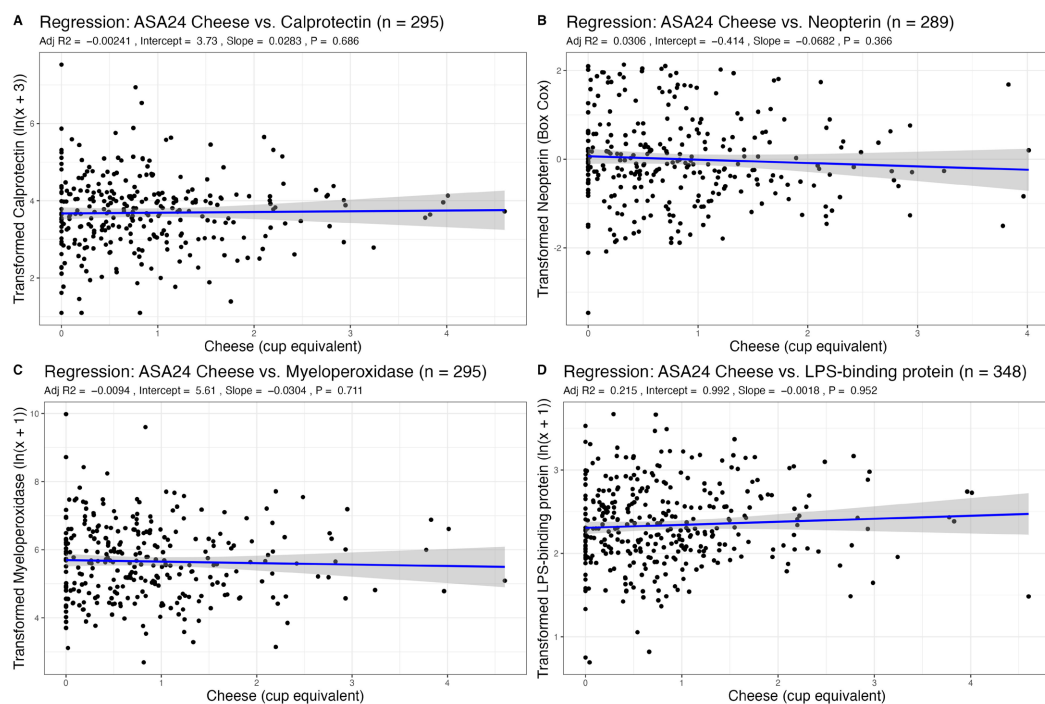 A Regression: ASA24 Cheese vs. Calprotectin (n = 295)
Adj R2 = −0.00241 , Intercept = 3.73 , Slope = 0.0283 , P = 0.686
Transformed Calprotectin (ln(x + 3))
6
4
2
0 1 2 3 4
Cheese (cup equivalent)
B Regression: ASA24 Cheese vs. Neopterin (n = 289)
Adj R2 = 0.0306 , Intercept = −0.414 , Slope = −0.0682 , P = 0.366
Transformed Neopterin (Box Cox)
2
0
-2
0 1 2 3 4
Cheese (cup equivalent)
C Regression: ASA24 Cheese vs. Myeloperoxidase (n = 295)
Adj R2 = −0.0094 , Intercept = 5.61 , Slope = −0.0304 , P = 0.711
Transformed Myeloperoxidase (ln(x + 1))
10
8
6
4
0 1 2 3 4
Cheese (cup equivalent)
D Regression: ASA24 Cheese vs. LPS-binding protein (n = 348)
Adj R2 = 0.215 , Intercept = 0.992 , Slope = −0.0018 , P = 0.952
Transformed LPS-binding protein (ln(x + 1))
3
2
1
0 1 2 3 4
Cheese (cup equivalent)